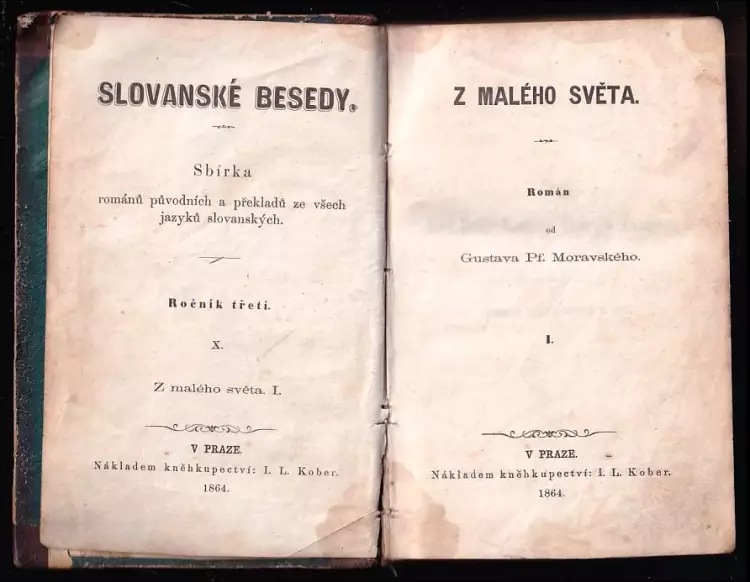 SLOVANSKÉ BESEDY.
Sbírka
románů původních a překladů ze všech
jazyků slovanských.
Ročník třetí.
X.
Z malého světa. I.
V PRAZE.
Nákladem kněhkupectví: I. L. Kober.
1864.
Z MALÉHO SVĚTA.
Román
od
Gustava Pf. Moravského.
I.
V PRAZE.
Nákladem kněhkupectví: I. L. Kober.
1864.